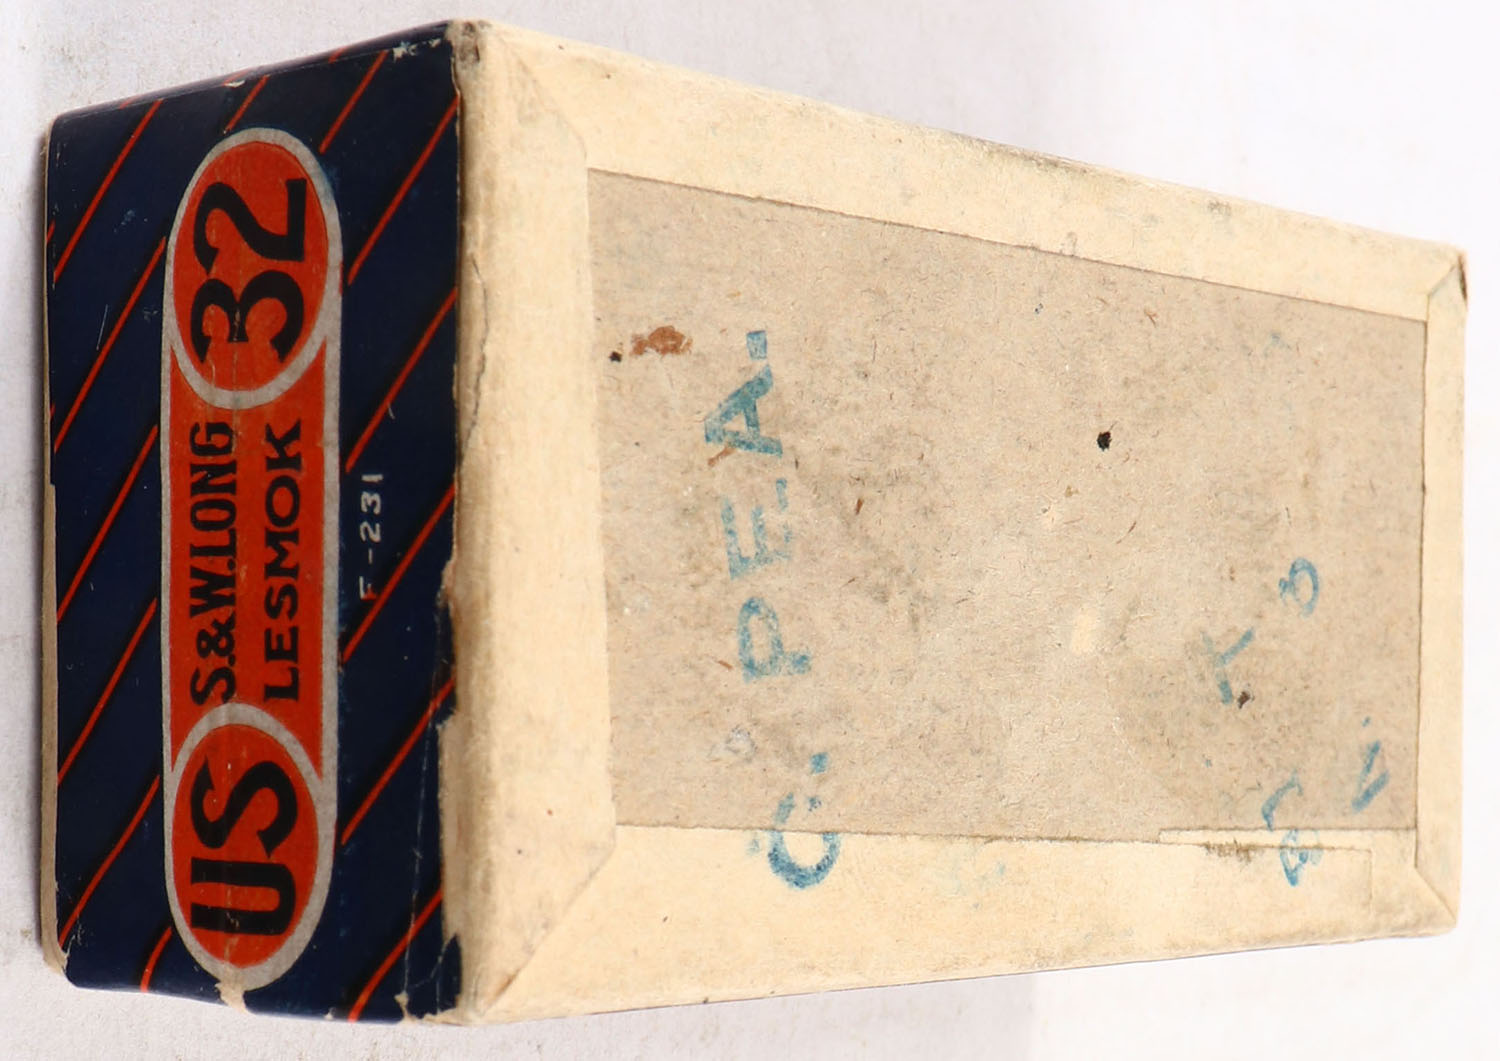 US
S.&W.LONG
LESMOK
32
F-231
C. PEA.